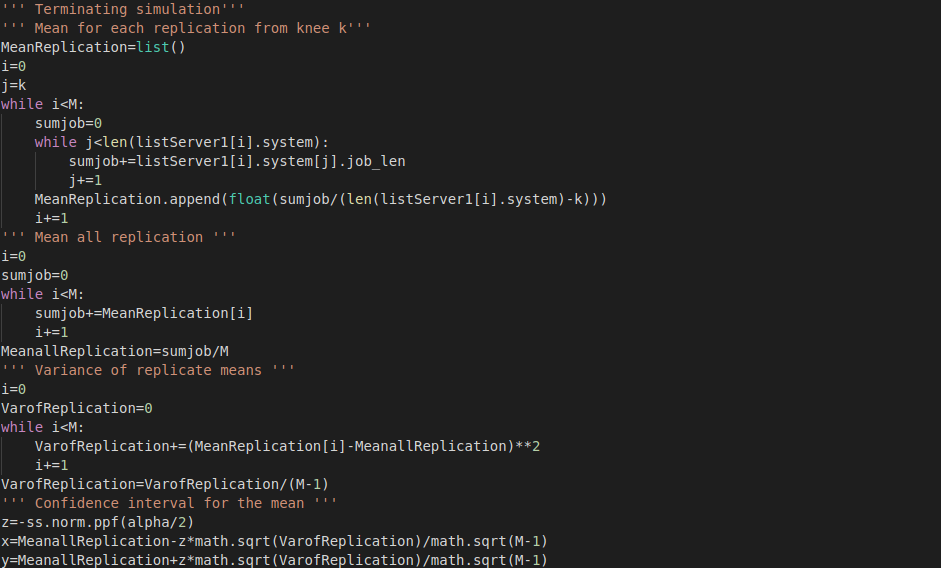 ''' Terminating simulation'''
''' Mean for each replication from knee k'''
MeanReplication=list()
i=0
j=k
while i<M:
    sumjob=0
    while j<len(listServer1[i].system):
        sumjob+=listServer1[i].system[j].job_len
        j+=1
    MeanReplication.append(float(sumjob/(len(listServer1[i].system)-k)))
    i+=1
''' Mean all replication '''
i=0
sumjob=0
while i<M:
    sumjob+=MeanReplication[i]
    i+=1
MeanallReplication=sumjob/M
''' Variance of replicate means '''
i=0
VarofReplication=0
while i<M:
    VarofReplication+=(MeanReplication[i]-MeanallReplication)**2
    i+=1
VarofReplication=VarofReplication/(M-1)
''' Confidence interval for the mean '''
z=-ss.norm.ppf(alpha/2)
x=MeanallReplication-z*math.sqrt(VarofReplication)/math.sqrt(M-1)
y=MeanallReplication+z*math.sqrt(VarofReplication)/math.sqrt(M-1)